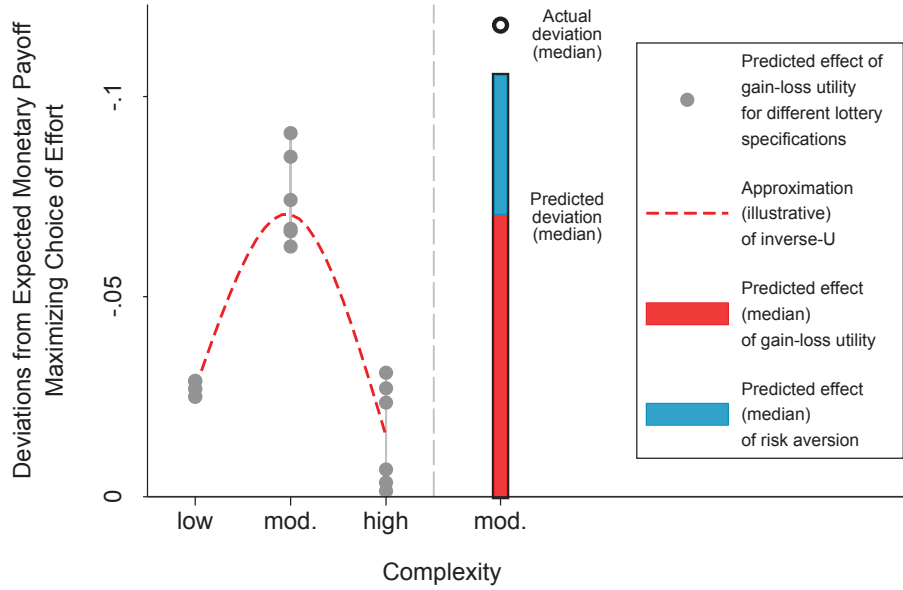 Deviations from Expected Monetary Payoff
Maximizing Choice of Effort
-.1
-.05
0
low
mod.
high
mod.
Complexity
Actual
deviation
(median)
Predicted
deviation
(median)
Predicted effect of
gain-loss utility
for different lottery
specifications
Approximation
(illustrative)
of inverse-U
Predicted effect
(median)
of gain-loss utility
Predicted effect
(median)
of risk aversion